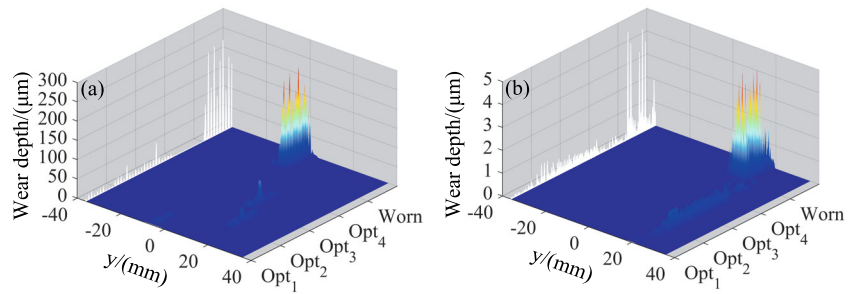 (a)
Wear depth/(μm)
300
250
200
150
100
50
0
-40
-20
0
20
40
y/(mm)
Opt1
Opt2
Opt3
Opt4
Worn
(b)
Wear depth/(μm)
5
4
3
2
1
0
-40
-20
0
20
40
y/(mm)
Opt1
Opt2
Opt3
Opt4
Worn